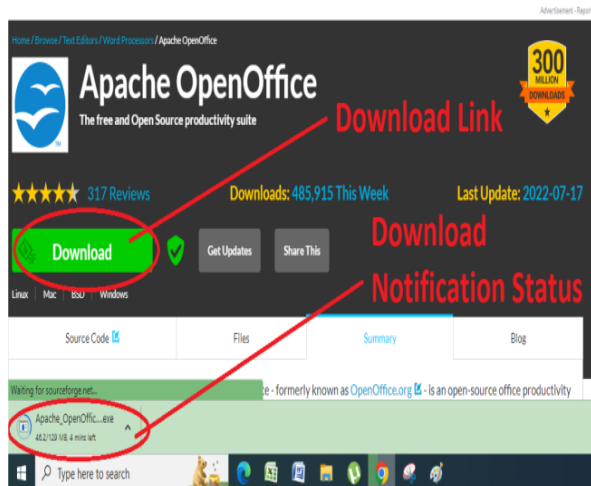 Advertisement - Repor
Home / Browse / Text Editors / Word Processors / Apache OpenOffice
Apache OpenOffice
The free and Open Source productivity suite
300
MILLION
DOWNLOADS
Download Link
317 Reviews
Downloads: 485,915 This Week
Last Update: 2022-07-17
Download
Get Updates
Share This
Download
Notification Status
Linux Mac BSD Windows
Source Code
Files
Summary
Blog
Waiting for sourceforge.net...
ce - formerly known as OpenOffice.org - is an open-source office productivity
Apache_OpenOffic....exe
46.2/129 MB, 4 mins left
Type here to search